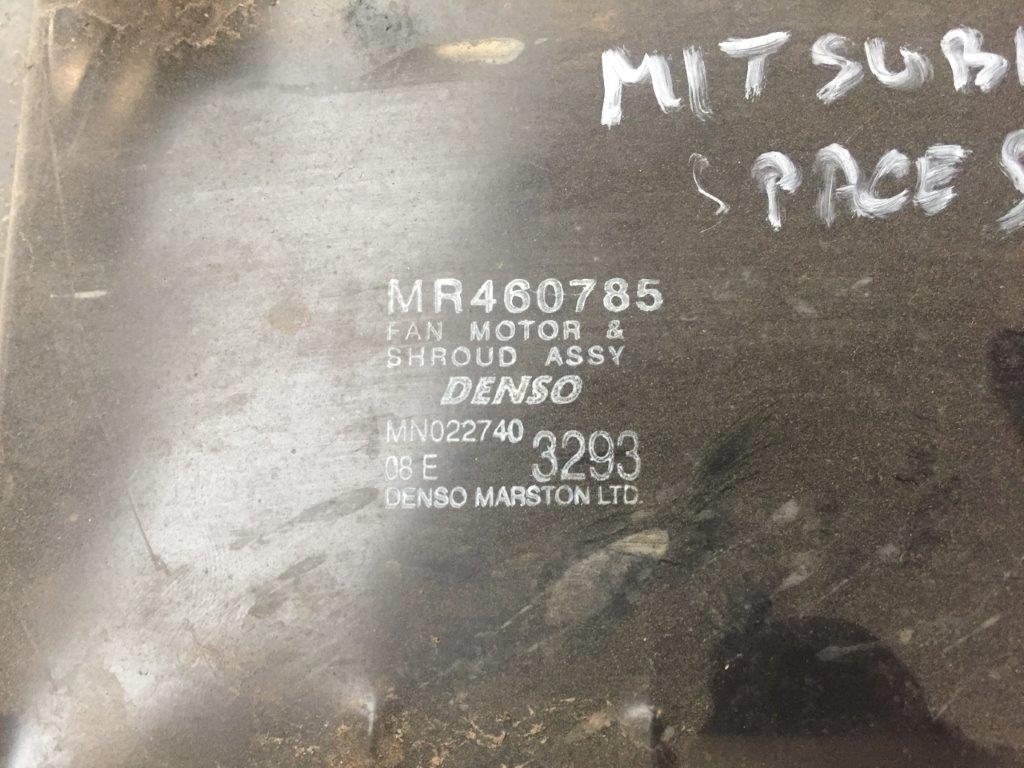 MITSUBI
SPACE S
MR460785
FAN MOTOR &
SHROUD ASSY
DENSO
MN022740
08 E 3293
DENSO MARSTON LTD.